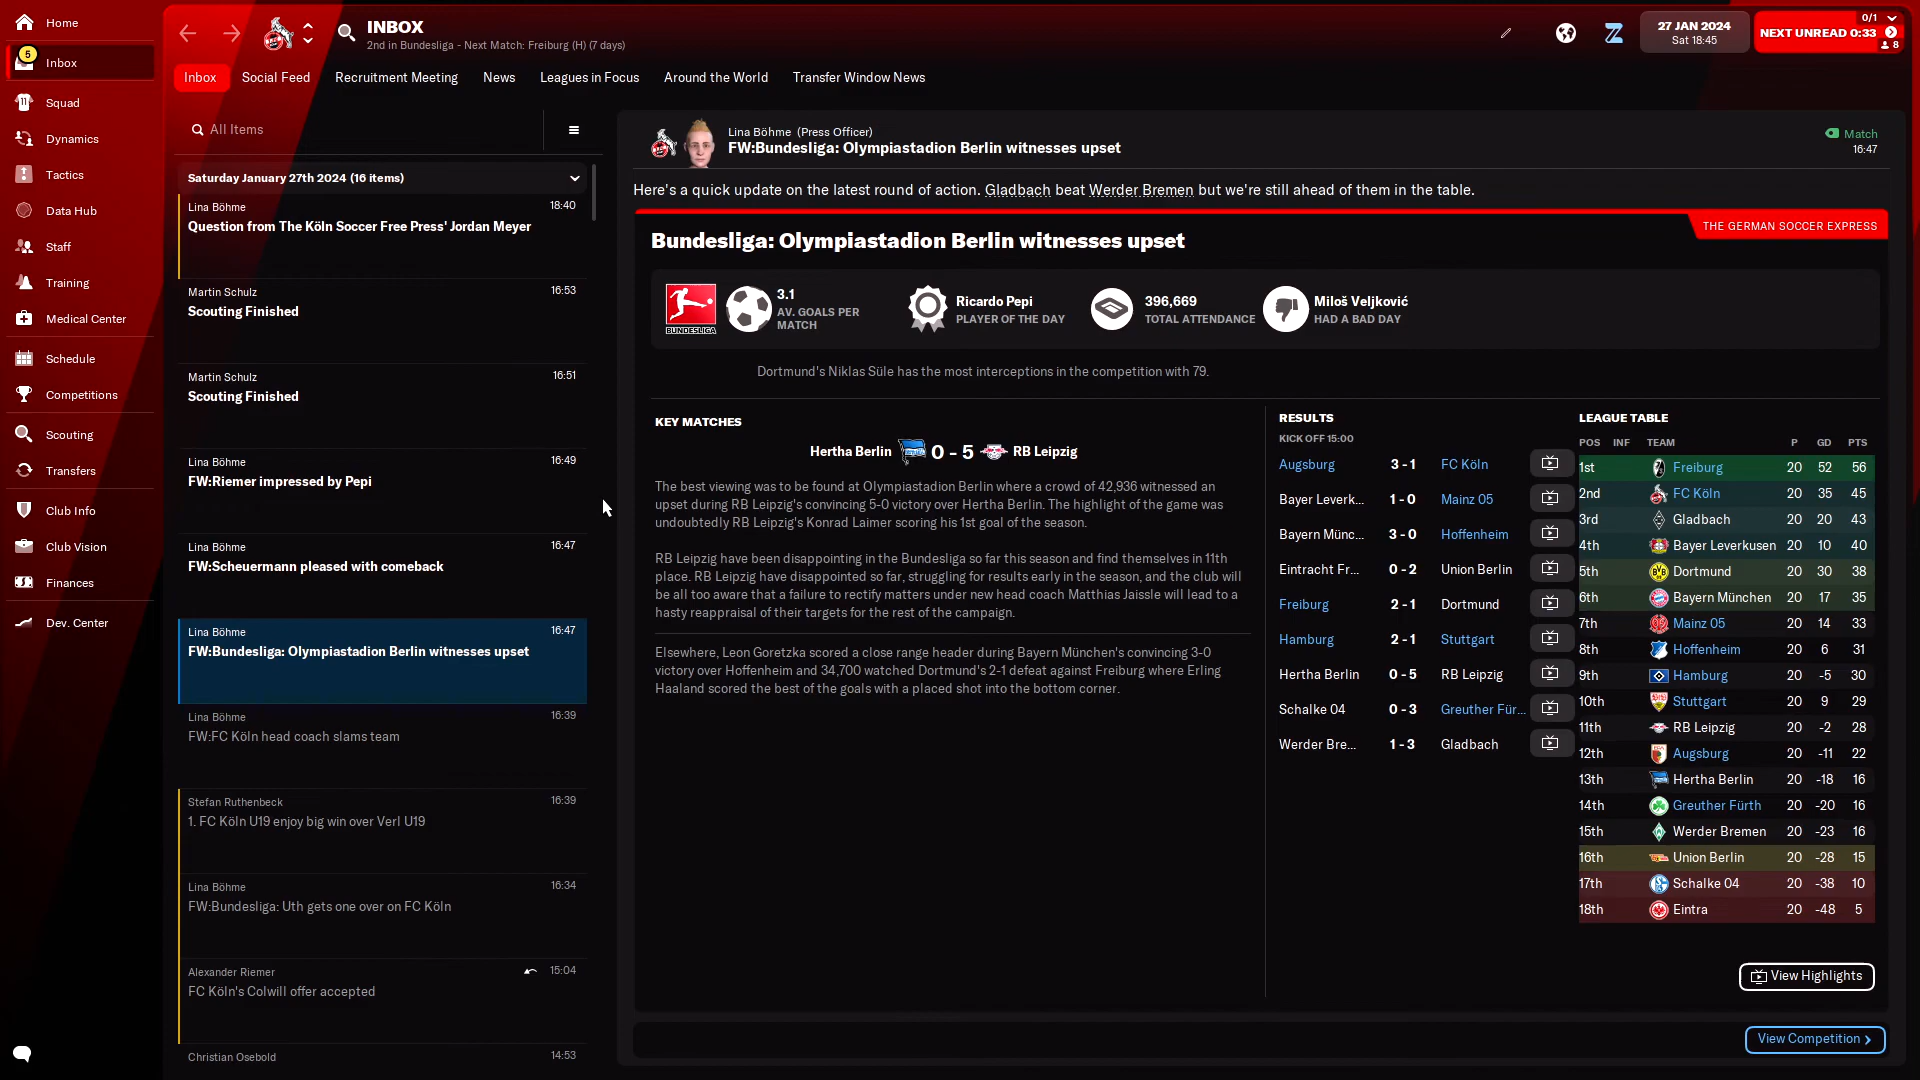 Home
5
Inbox
Squad
Dynamics
Tactics
Data Hub
Staff
Training
Medical Center
Schedule
Competitions
Scouting
Transfers
Club Info
Club Vision
Finances
Dev. Center
INBOX
2nd in Bundesliga - Next Match: Freiburg (H) (7 days)
27 JAN 2024
Sat 18:45
0/1
NEXT UNREAD 0:33
8
Inbox Social Feed Recruitment Meeting News Leagues in Focus Around the World Transfer Window News
All Items
Saturday January 27th 2024 (16 items)
Lina Böhme 18:40
Question from The Köln Soccer Free Press' Jordan Meyer
Martin Schulz 16:53
Scouting Finished
Martin Schulz 16:51
Scouting Finished
Lina Böhme 16:49
FW:Riemer impressed by Pepi
Lina Böhme 16:47
FW:Scheuermann pleased with comeback
Lina Böhme 16:47
FW:Bundesliga: Olympiastadion Berlin witnesses upset
Lina Böhme 16:39
FW:FC Köln head coach slams team
Stefan Ruthenbeck 16:39
1. FC Köln U19 enjoy big win over Verl U19
Lina Böhme 16:34
FW:Bundesliga: Uth gets one over on FC Köln
Alexander Riemer 15:04
FC Köln's Colwill offer accepted
Christian Osebold 14:53
Lina Böhme (Press Officer)
FW:Bundesliga: Olympiastadion Berlin witnesses upset
Match
16:47
Here's a quick update on the latest round of action. Gladbach beat Werder Bremen but we're still ahead of them in the table.
THE GERMAN SOCCER EXPRESS
Bundesliga: Olympiastadion Berlin witnesses upset
BUNDESLIGA
3.1
AV. GOALS PER
MATCH
Ricardo Pepi
PLAYER OF THE DAY
396,669
TOTAL ATTENDANCE
Miloš Veljković
HAD A BAD DAY
Dortmund's Niklas Süle has the most interceptions in the competition with 79.
KEY MATCHES
Hertha Berlin 0 - 5 RB Leipzig
The best viewing was to be found at Olympiastadion Berlin where a crowd of 42,936 witnessed an
upset during RB Leipzig's convincing 5-0 victory over Hertha Berlin. The highlight of the game was
undoubtedly RB Leipzig's Konrad Laimer scoring his 1st goal of the season.
RB Leipzig have been disappointing in the Bundesliga so far this season and find themselves in 11th
place. RB Leipzig have disappointed so far, struggling for results early in the season, and the club will
be all too aware that a failure to rectify matters under new head coach Matthias Jaissle will lead to a
hasty reappraisal of their targets for the rest of the campaign.
Elsewhere, Leon Goretzka scored a close range header during Bayern München's convincing 3-0
victory over Hoffenheim and 34,700 watched Dortmund's 2-1 defeat against Freiburg where Erling
Haaland scored the best of the goals with a placed shot into the bottom corner.
RESULTS
KICK OFF 15:00
Augsburg 3 - 1 FC Köln
Bayer Leverk... 1 - 0 Mainz 05
Bayern Münc... 3 - 0 Hoffenheim
Eintracht Fr... 0 - 2 Union Berlin
Freiburg 2 - 1 Dortmund
Hamburg 2 - 1 Stuttgart
Hertha Berlin 0 - 5 RB Leipzig
Schalke 04 0 - 3 Greuther Für...
Werder Bre... 1 - 3 Gladbach
LEAGUE TABLE
POS INF TEAM P GD PTS
1st Freiburg 20 52 56
2nd FC Köln 20 35 45
3rd Gladbach 20 20 43
4th Bayer Leverkusen 20 10 40
5th Dortmund 20 30 38
6th Bayern München 20 17 35
7th Mainz 05 20 14 33
8th Hoffenheim 20 6 31
9th Hamburg 20 -5 30
10th Stuttgart 20 9 29
11th RB Leipzig 20 -2 28
12th Augsburg 20 -11 22
13th Hertha Berlin 20 -18 16
14th Greuther Fürth 20 -20 16
15th Werder Bremen 20 -23 16
16th Union Berlin 20 -28 15
17th Schalke 04 20 -38 10
18th Eintra 20 -48 5
View Highlights
View Competition